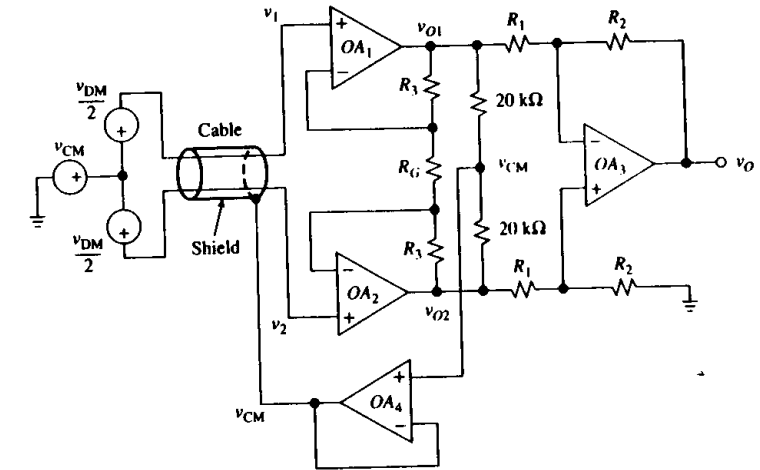 v1
vO1
R1
R2
+
OA1
−
vDM
2
R3
20 kΩ
+
Cable
vCM
+
RG
vCM
−
OA3
+
vO
+
vDM
2
Shield
R3
20 kΩ
−
OA2
+
R1
R2
v2
vO2
+
vCM
OA4
−